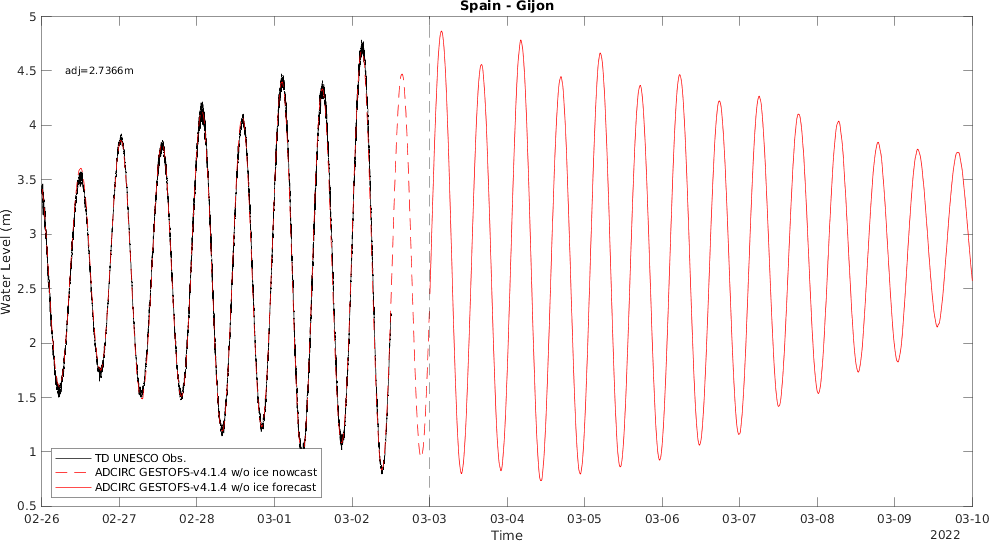 Spain - Gijon
adj=2.7366m
5
4.5
4
3.5
3
2.5
2
1.5
1
0.5
Water Level (m)
TD UNESCO Obs.
ADCIRC GESTOFS-v4.1.4 w/o ice nowcast
ADCIRC GESTOFS-v4.1.4 w/o ice forecast
02-26 02-27 02-28 03-01 03-02 03-03 03-04 03-05 03-06 03-07 03-08 03-09 03-10
Time
2022